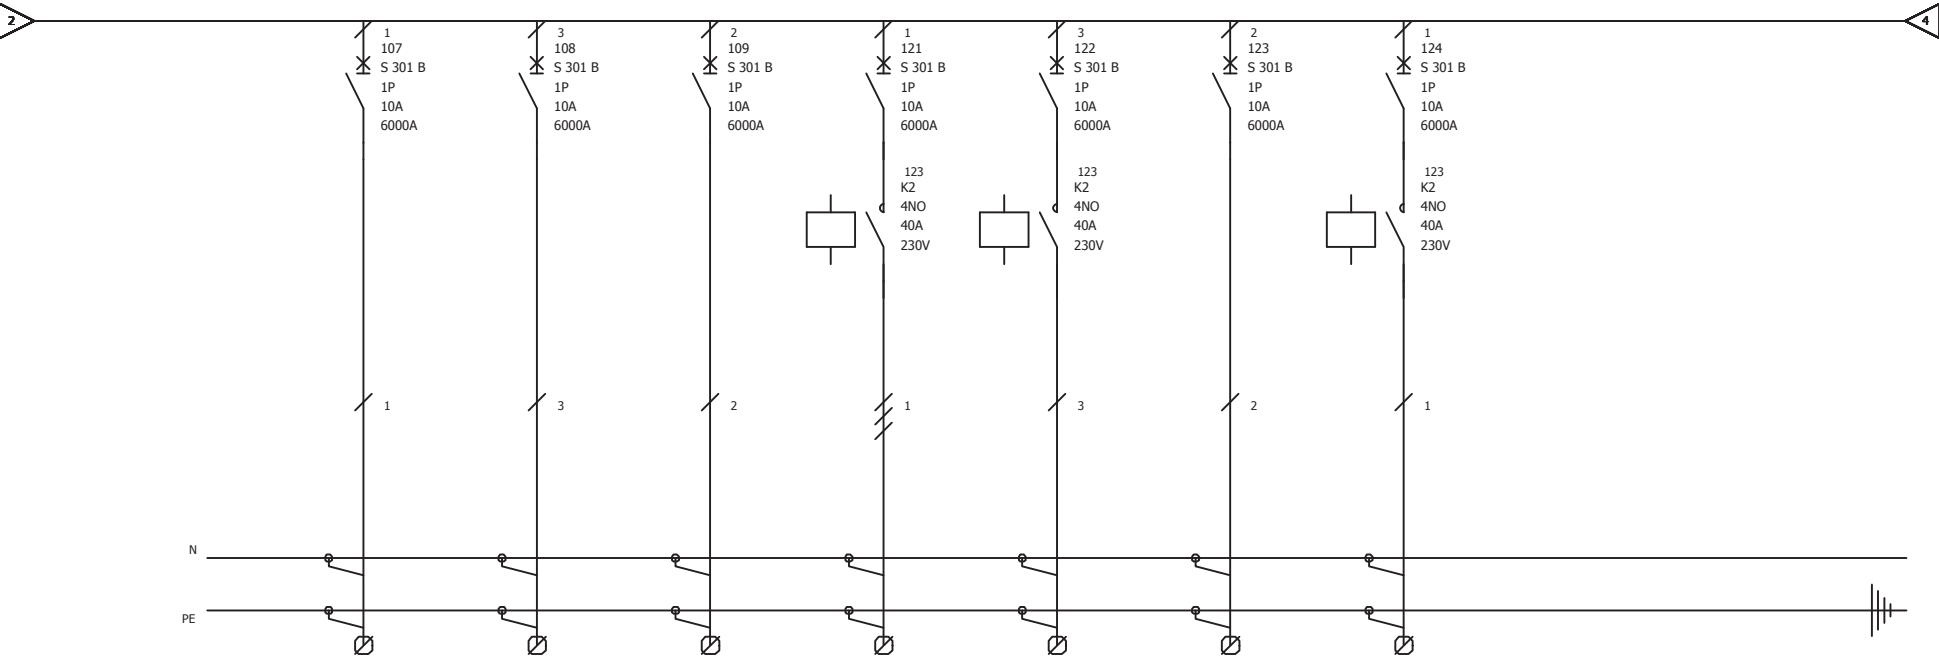 2
4
1
107
S 301 B
1P
10A
6000A
3
108
S 301 B
1P
10A
6000A
2
109
S 301 B
1P
10A
6000A
1
121
S 301 B
1P
10A
6000A
3
122
S 301 B
1P
10A
6000A
2
123
S 301 B
1P
10A
6000A
1
124
S 301 B
1P
10A
6000A
123
K2
4NO
40A
230V
123
K2
4NO
40A
230V
123
K2
4NO
40A
230V
1
3
2
1
3
2
1
N
PE